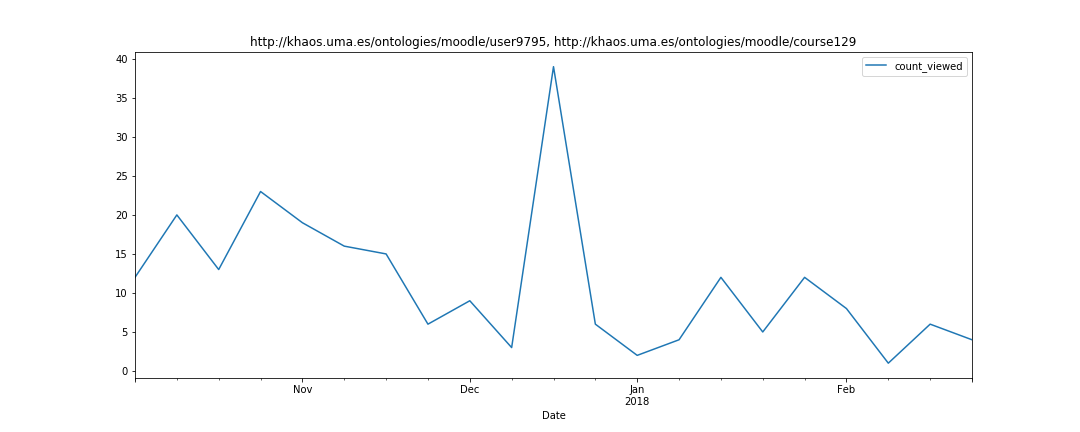 http://khaos.uma.es/ontologies/moodle/user9795, http://khaos.uma.es/ontologies/moodle/course129
count_viewed
40
35
30
25
20
15
10
5
0
Nov
Dec
Jan
2018
Feb
Date